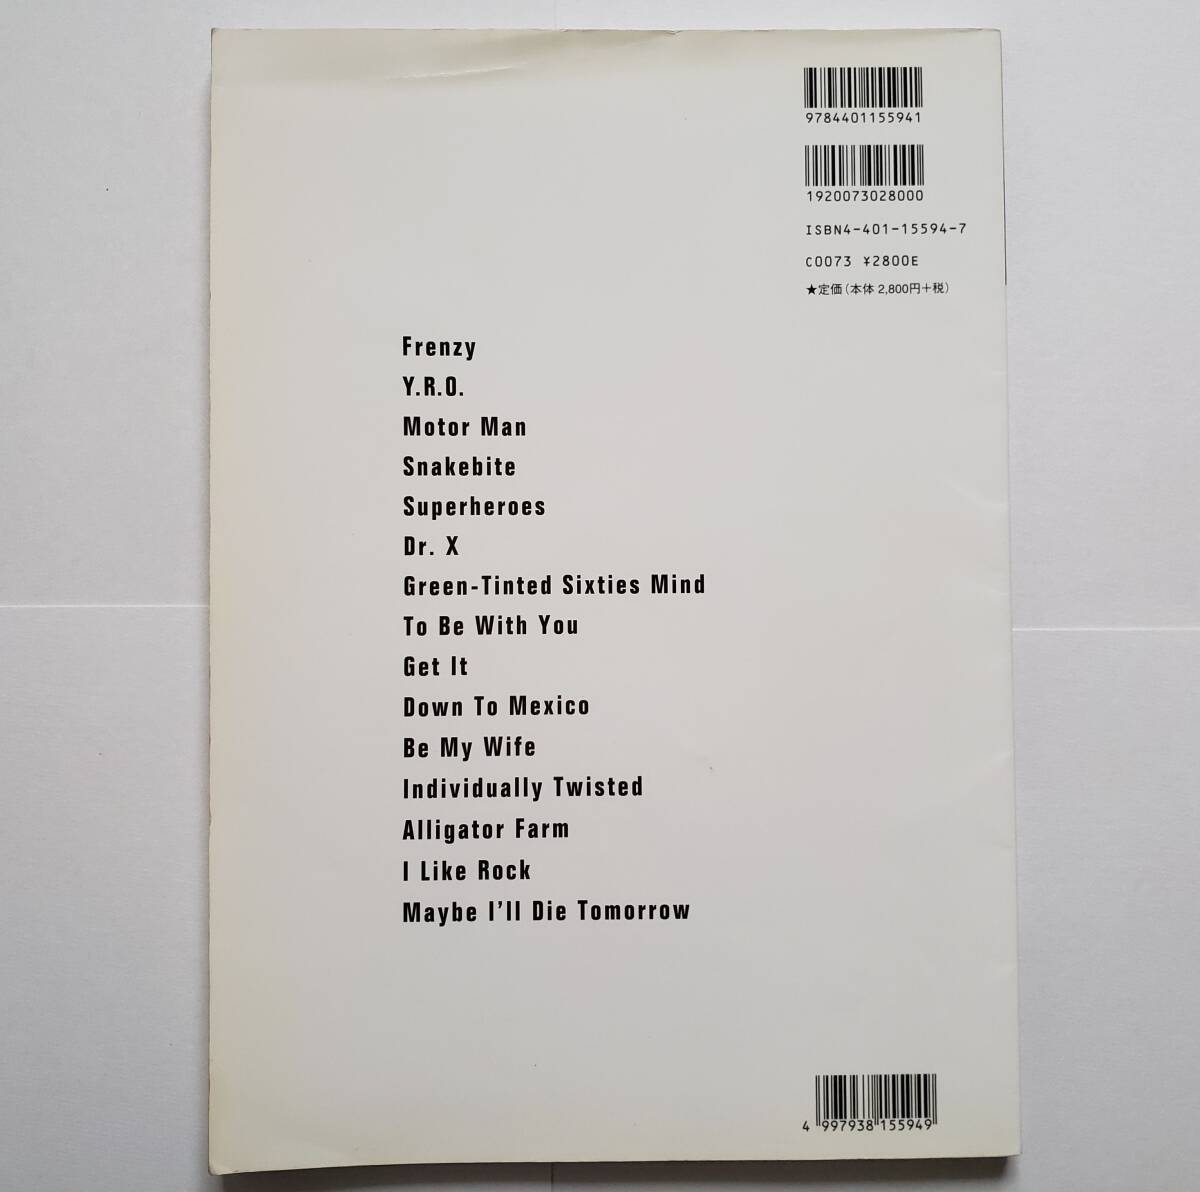 9784401155941
1920073028000
ISBN4-401-15594-7
C0073 ¥2800E
★定価(本体 2,800円+税)
Frenzy
Y.R.O.
Motor Man
Snakebite
Superheroes
Dr. X
Green-Tinted Sixties Mind
To Be With You
Get It
Down To Mexico
Be My Wife
Individually Twisted
Alligator Farm
I Like Rock
Maybe I'll Die Tomorrow
4 997938 155949